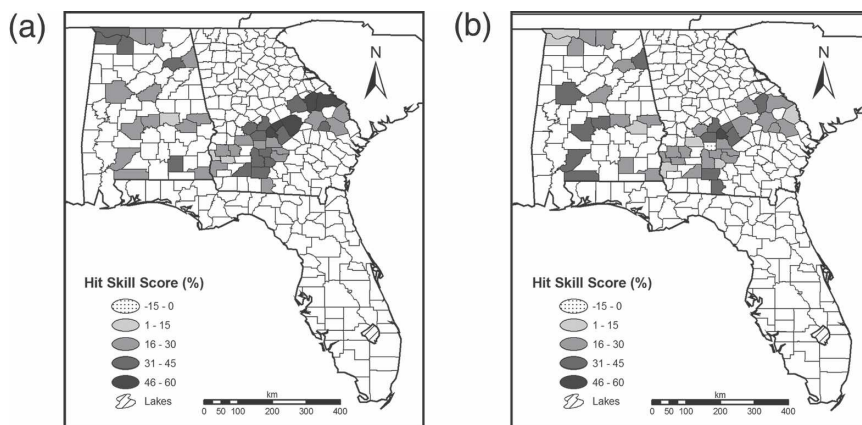 (a)
N
Hit Skill Score (%)
-15 - 0
1 - 15
16 - 30
31 - 45
46 - 60
Lakes
km
0 50 100 200 300 400
(b)
N
Hit Skill Score (%)
-15 - 0
1 - 15
16 - 30
31 - 45
46 - 60
Lakes
km
0 50 100 200 300 400